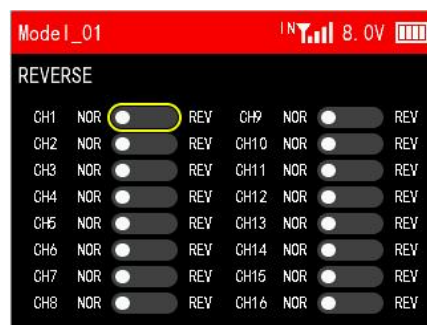 Model_01 IN 8.0V
REVERSE
CH1 NOR REV CH9 NOR REV
CH2 NOR REV CH10 NOR REV
CH3 NOR REV CH11 NOR REV
CH4 NOR REV CH12 NOR REV
CH5 NOR REV CH13 NOR REV
CH6 NOR REV CH14 NOR REV
CH7 NOR REV CH15 NOR REV
CH8 NOR REV CH16 NOR REV